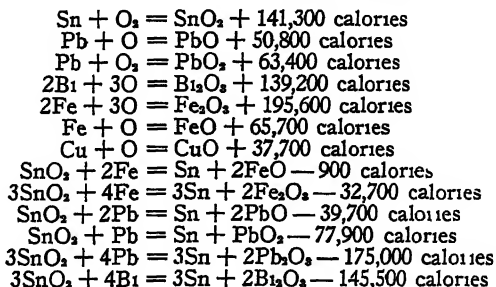 Sn + O₂ = SnO₂ + 141,300 calories
Pb + O = PbO + 50,800 calories
Pb + O₂ = PbO₂ + 63,400 calories
2Bi + 3O = Bi₂O₃ + 139,200 calories
2Fe + 3O = Fe₂O₃ + 195,600 calories
Fe + O = FeO + 65,700 calories
Cu + O = CuO + 37,700 calories
SnO₂ + 2Fe = Sn + 2FeO — 900 calories
3SnO₂ + 4Fe = 3Sn + 2Fe₂O₃ — 32,700 calories
SnO₂ + 2Pb = Sn + 2PbO — 39,700 calories
SnO₂ + Pb = Sn + PbO₂ — 77,900 calories
3SnO₂ + 4Pb = 3Sn + 2Pb₂O₃ — 175,000 calories
3SnO₂ + 4Bi = 3Sn + 2Bi₂O₃ — 145,500 calories